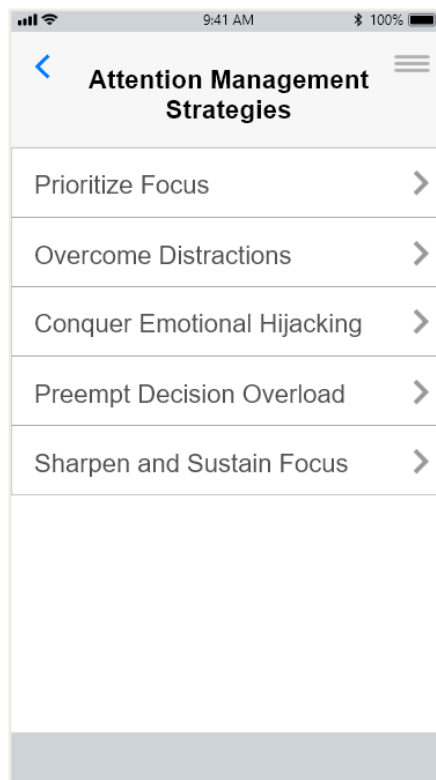 9:41 AM
100%
Attention Management
Strategies
Prioritize Focus
Overcome Distractions
Conquer Emotional Hijacking
Preempt Decision Overload
Sharpen and Sustain Focus